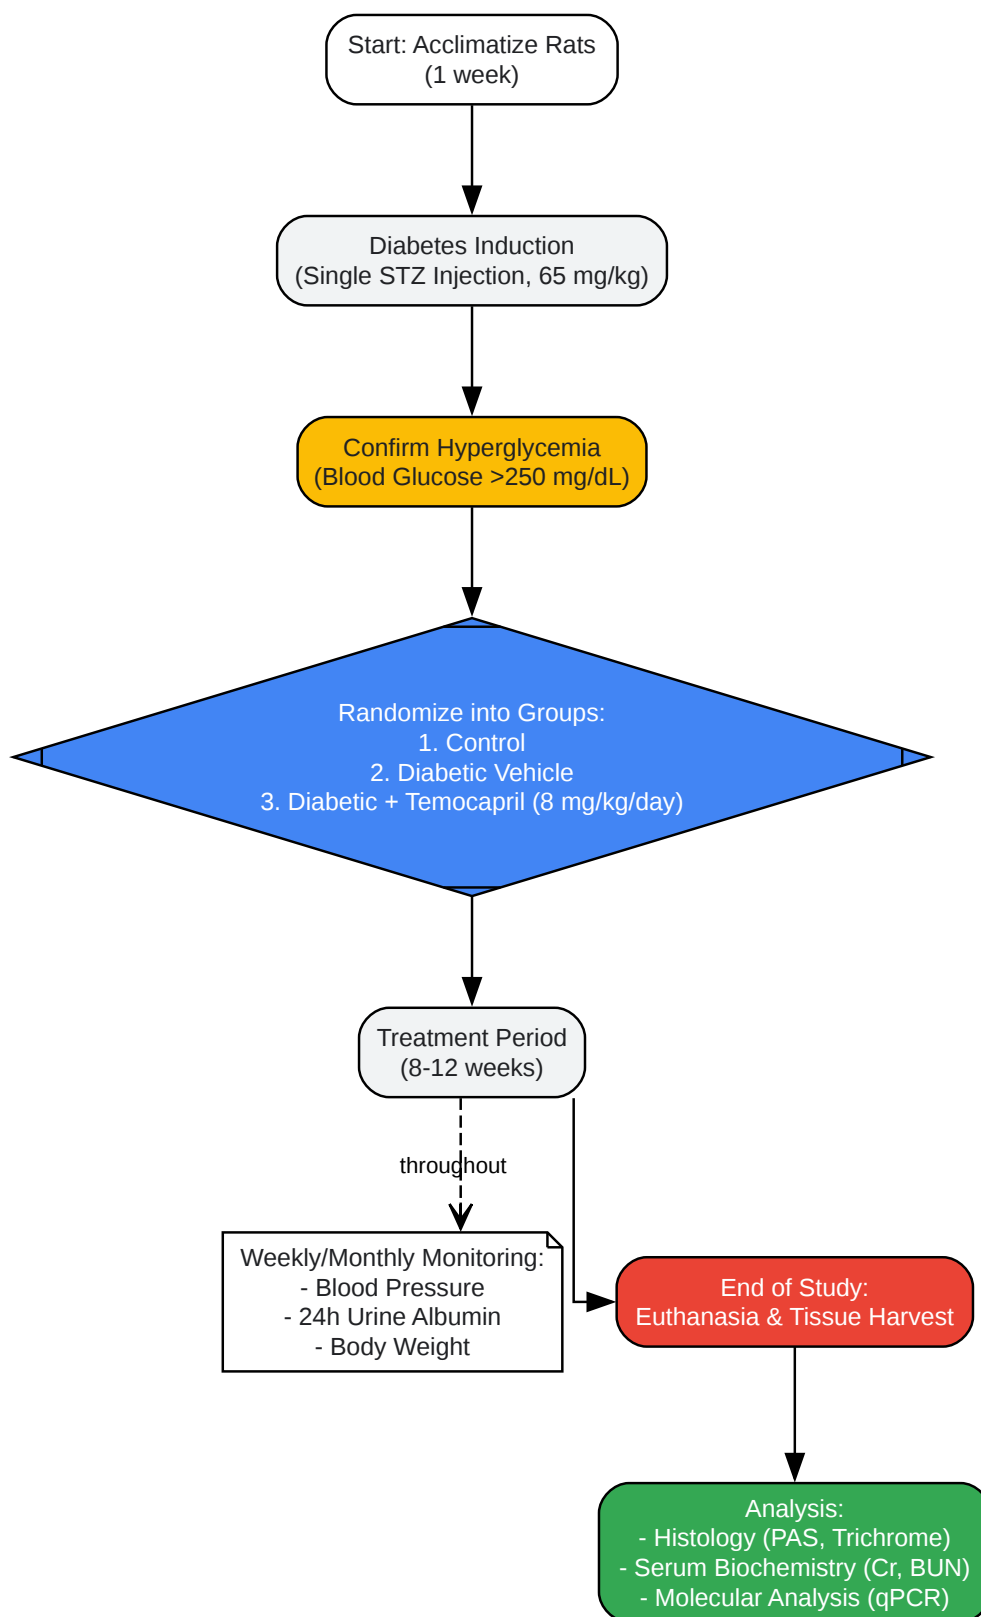 Start: Acclimatize Rats
(1 week)
Diabetes Induction
(Single STZ Injection, 65 mg/kg)
Confirm Hyperglycemia
(Blood Glucose >250 mg/dL)
Randomize into Groups:
1. Control
2. Diabetic Vehicle
3. Diabetic + Temocapril (8 mg/kg/day)
Treatment Period
(8-12 weeks)
throughout
Weekly/Monthly Monitoring:
- Blood Pressure
- 24h Urine Albumin
- Body Weight
End of Study:
Euthanasia & Tissue Harvest
Analysis:
- Histology (PAS, Trichrome)
- Serum Biochemistry (Cr, BUN)
- Molecular Analysis (qPCR)